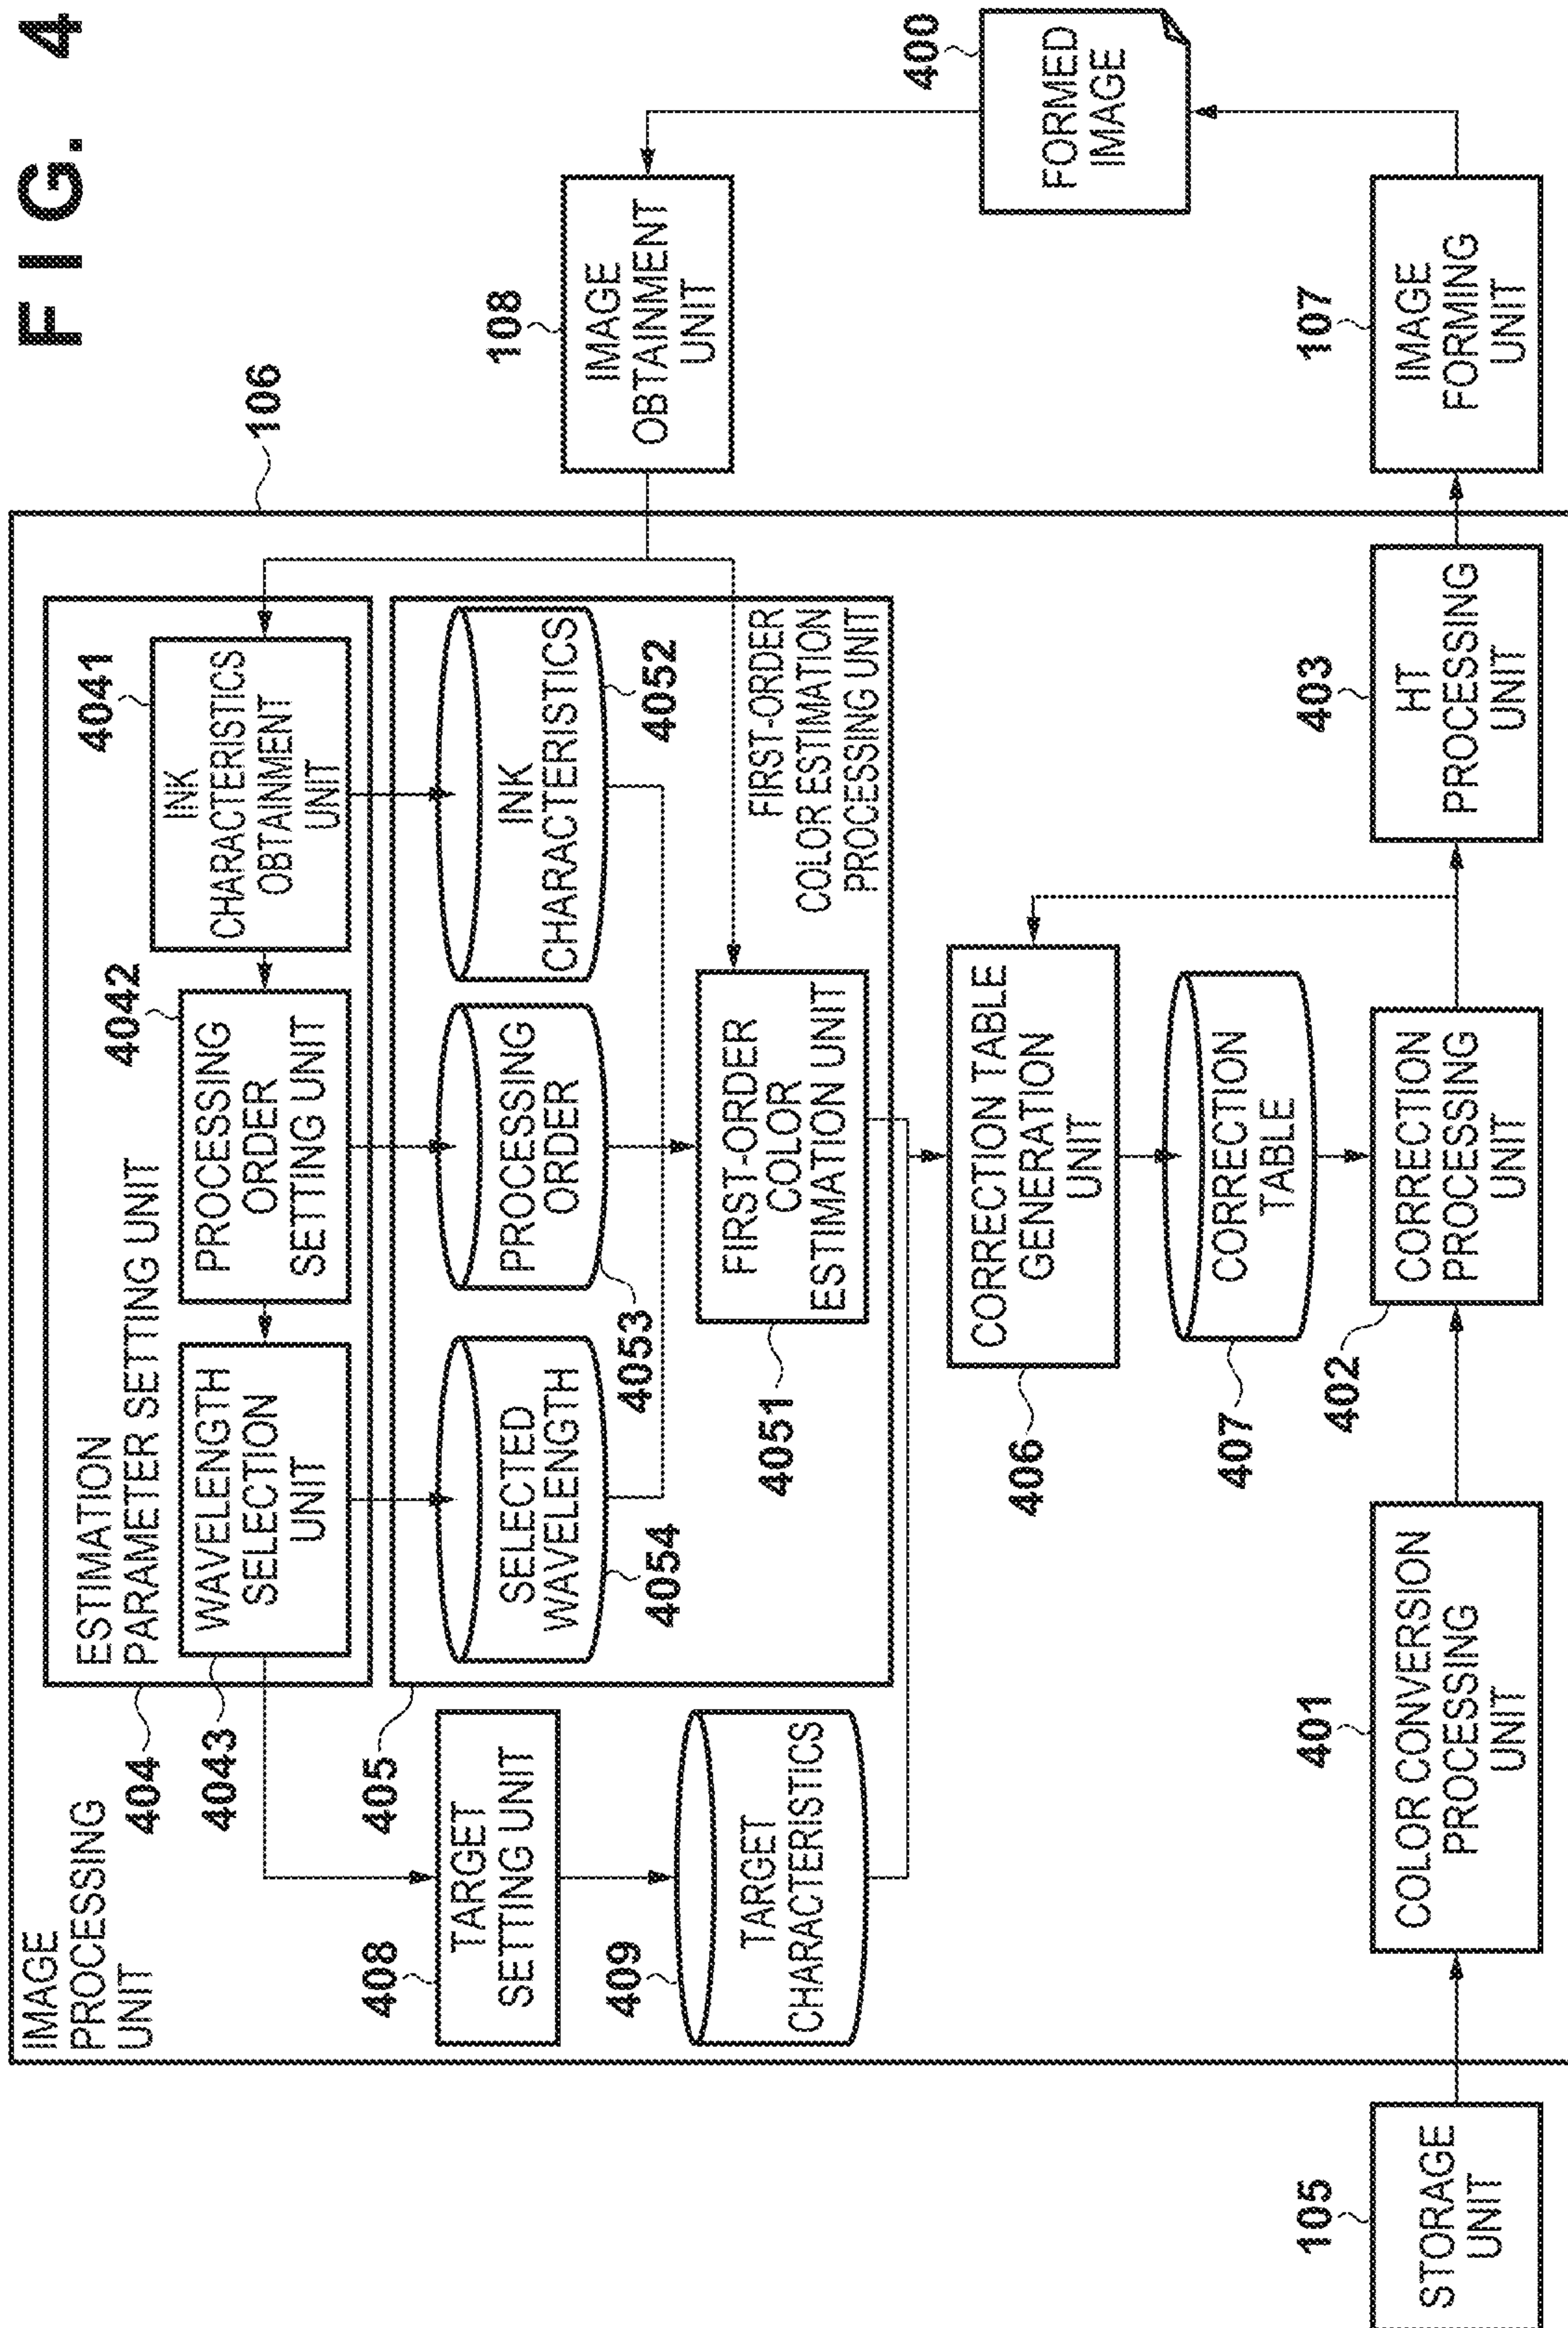 FIG. 4
IMAGE
PROCESSING
UNIT
106
ESTIMATION
PARAMETER SETTING UNIT
404
4043
WAVELENGTH
SELECTION
UNIT
4042
PROCESSING
ORDER
SETTING UNIT
4041
INK
CHARACTERISTICS
OBTAINMENT
UNIT
405
SELECTED
WAVELENGTH
4054
PROCESSING
ORDER
4053
INK
CHARACTERISTICS
4052
FIRST-ORDER
COLOR
ESTIMATION UNIT
4051
FIRST-ORDER
COLOR ESTIMATION
PROCESSING UNIT
408
TARGET
SETTING UNIT
409
TARGET
CHARACTERISTICS
108
IMAGE
OBTAINMENT
UNIT
400
FORMED
IMAGE
406
CORRECTION TABLE
GENERATION
UNIT
407
CORRECTION
TABLE
105
STORAGE
UNIT
401
COLOR CONVERSION
PROCESSING
UNIT
402
CORRECTION
PROCESSING
UNIT
403
HT
PROCESSING
UNIT
107
IMAGE
FORMING
UNIT